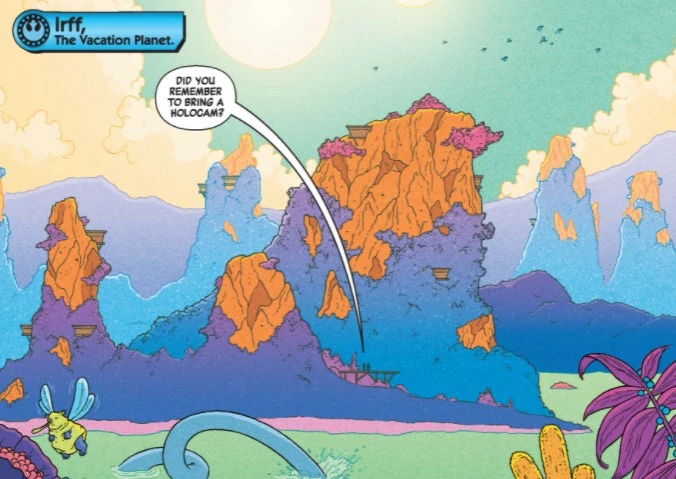 Irff,
The Vacation Planet.
DID YOU
REMEMBER
TO BRING A
HOLOCAM?